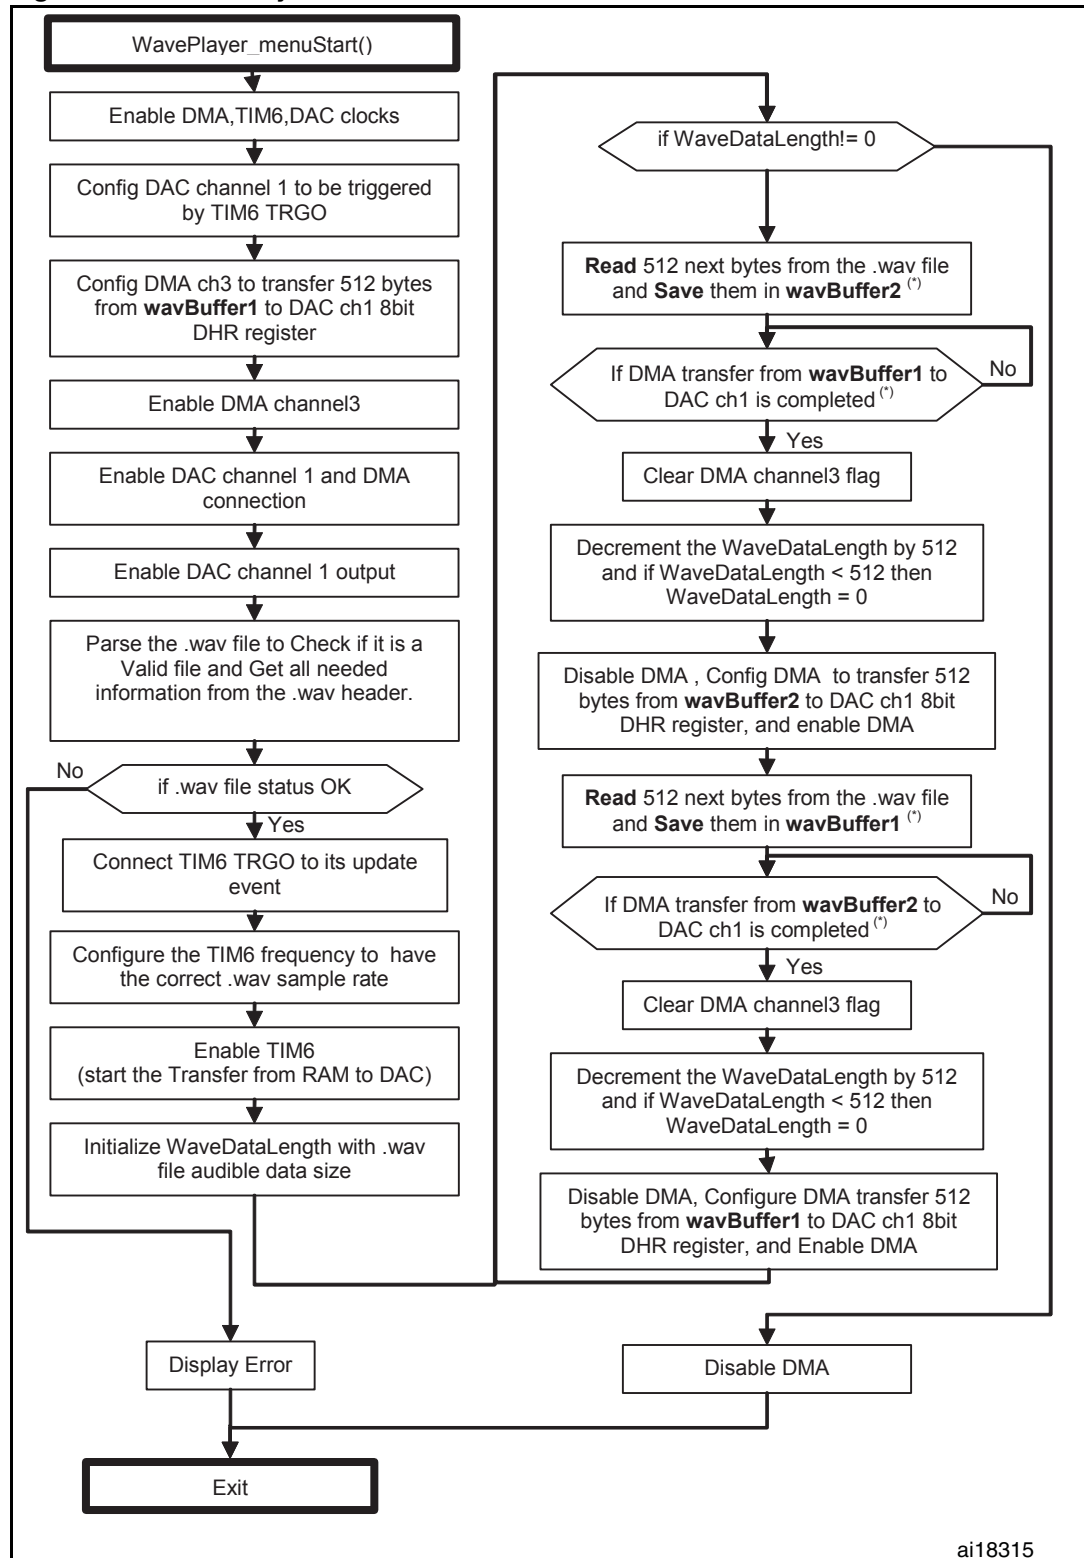 WavePlayer_menuStart()
Enable DMA,TIM6,DAC clocks
Config DAC channel 1 to be triggered
by TIM6 TRGO
Config DMA ch3 to transfer 512 bytes
from wavBuffer1 to DAC ch1 8bit
DHR register
Enable DMA channel3
Enable DAC channel 1 and DMA
connection
Enable DAC channel 1 output
Parse the .wav file to Check if it is a
Valid file and Get all needed
information from the .wav header.
No
if .wav file status OK
Yes
Connect TIM6 TRGO to its update
event
Configure the TIM6 frequency to have
the correct .wav sample rate
Enable TIM6
(start the Transfer from RAM to DAC)
Initialize WaveDataLength with .wav
file audible data size
Display Error
Exit
if WaveDataLength!= 0
Read 512 next bytes from the .wav file
and Save them in wavBuffer2 (*)
If DMA transfer from wavBuffer1 to
DAC ch1 is completed (*)
No
Yes
Clear DMA channel3 flag
Decrement the WaveDataLength by 512
and if WaveDataLength < 512 then
WaveDataLength = 0
Disable DMA , Config DMA to transfer 512
bytes from wavBuffer2 to DAC ch1 8bit
DHR register, and enable DMA
Read 512 next bytes from the .wav file
and Save them in wavBuffer1 (*)
If DMA transfer from wavBuffer2 to
DAC ch1 is completed (*)
No
Yes
Clear DMA channel3 flag
Decrement the WaveDataLength by 512
and if WaveDataLength < 512 then
WaveDataLength = 0
Disable DMA, Configure DMA transfer 512
bytes from wavBuffer1 to DAC ch1 8bit
DHR register, and Enable DMA
Disable DMA
ai18315